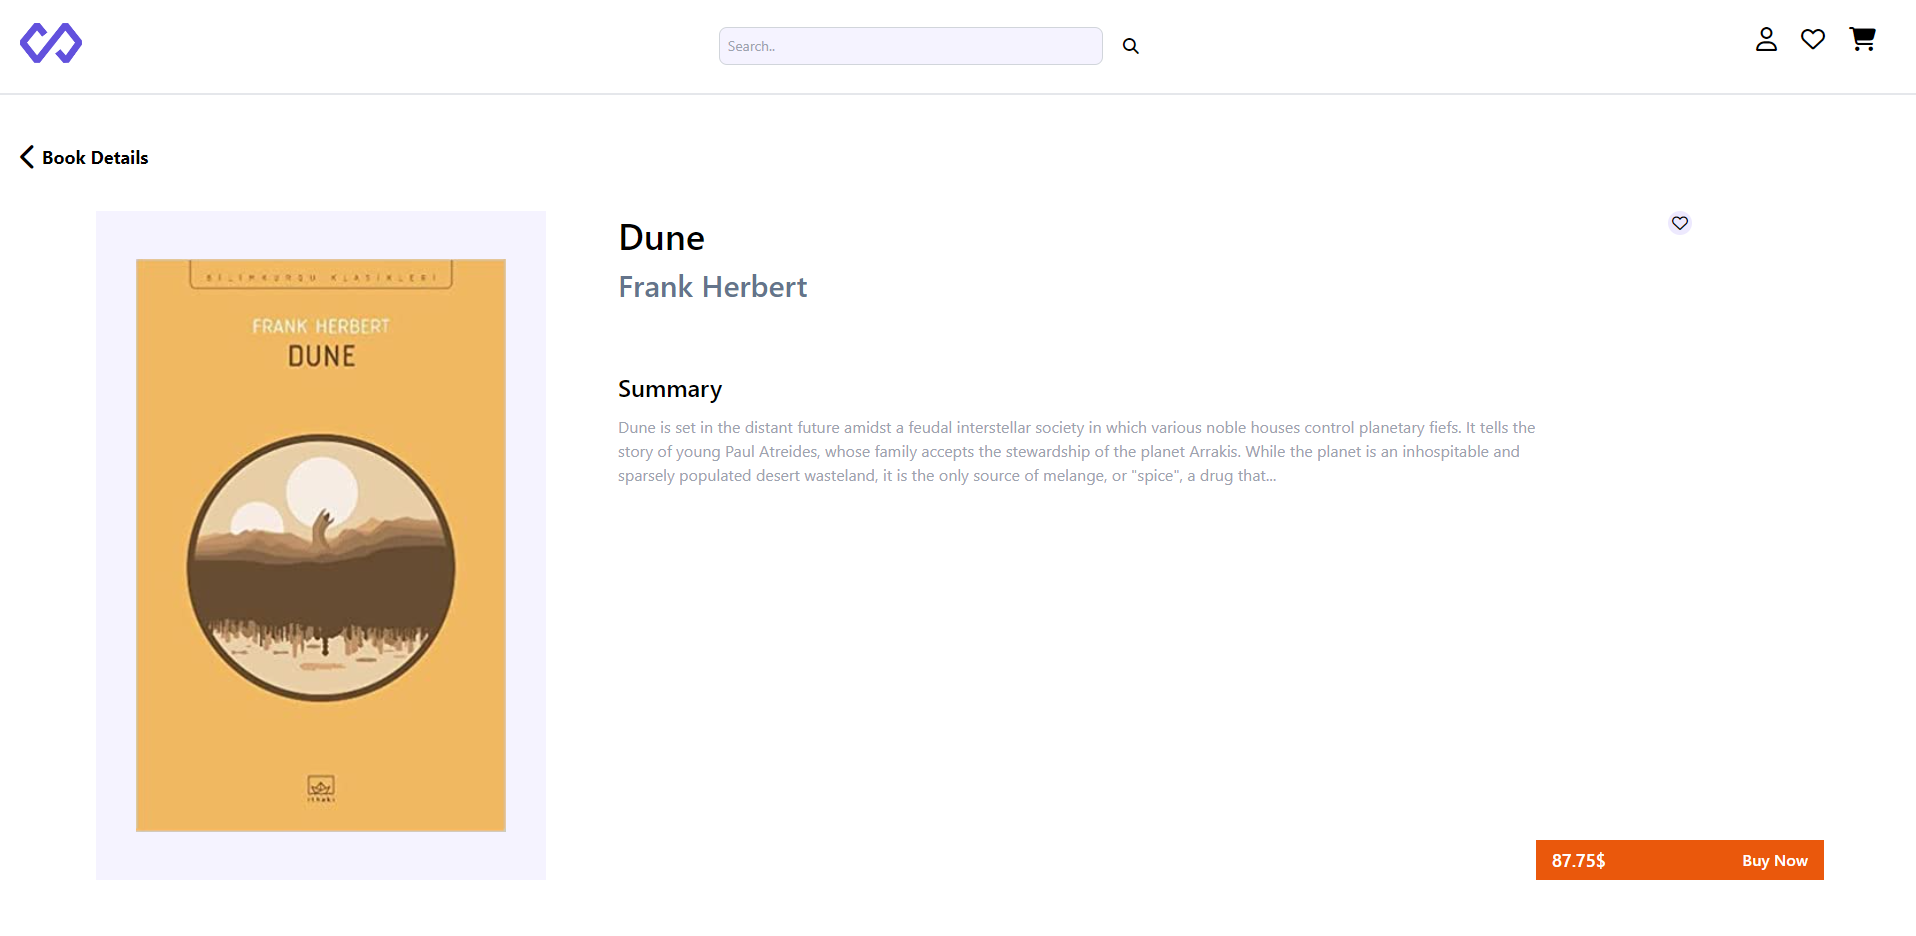 Search..
Book Details
BİLİMKURGU KLASİKLERİ
FRANK HERBERT
DUNE
ithaki
Dune
Frank Herbert
Summary
Dune is set in the distant future amidst a feudal interstellar society in which various noble houses control planetary fiefs. It tells the
story of young Paul Atreides, whose family accepts the stewardship of the planet Arrakis. While the planet is an inhospitable and
sparsely populated desert wasteland, it is the only source of melange, or "spice", a drug that...
87.75$ Buy Now